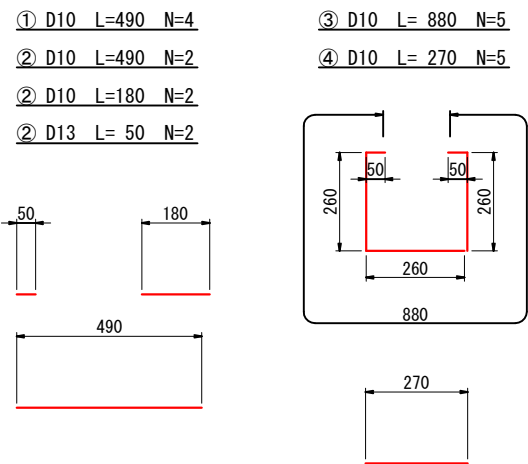 ① D10 L=490 N=4
② D10 L=490 N=2
② D10 L=180 N=2
② D13 L= 50 N=2
③ D10 L= 880 N=5
④ D10 L= 270 N=5
50
180
490
50
50
260
260
260
880
270